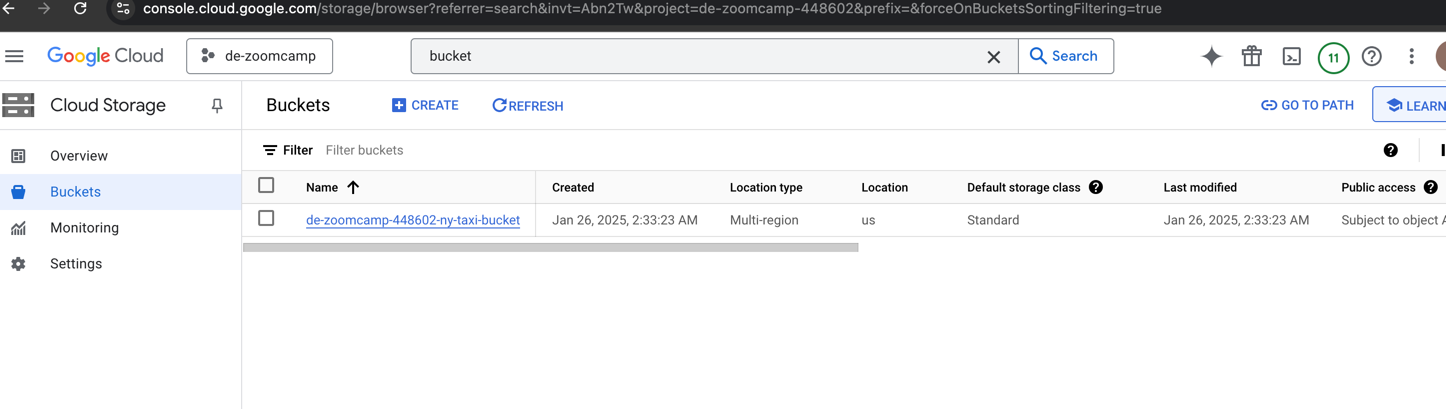 console.cloud.google.com/storage/browser?referrer=search&invt=Abn2Tw&project=de-zoomcamp-448602&prefix=&forceOnBucketsSortingFiltering=true
Google Cloud de-zoomcamp bucket Search 11
Cloud Storage Buckets CREATE REFRESH GO TO PATH LEARN
Overview Filter Filter buckets
Buckets Name Created Location type Location Default storage class Last modified Public access
de-zoomcamp-448602-ny-taxi-bucket Jan 26, 2025, 2:33:23 AM Multi-region us Standard Jan 26, 2025, 2:33:23 AM Subject to object A
Monitoring
Settings